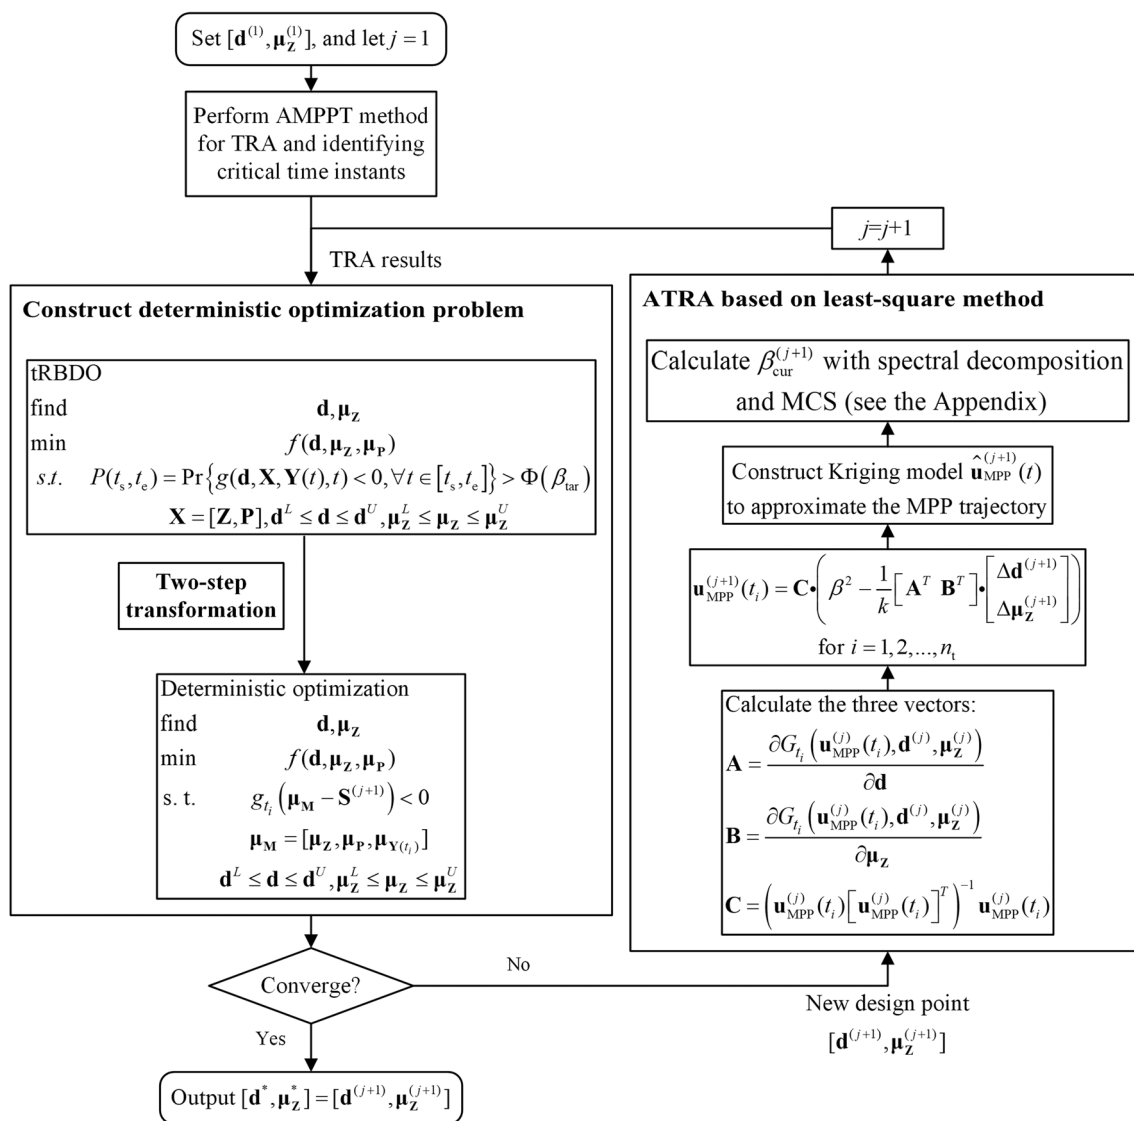 Set [d^(1), μ_Z^(1)], and let j = 1
Perform AMPPT method
for TRA and identifying
critical time instants
TRA results
Construct deterministic optimization problem
tRBDO
find d, μ_Z
min f(d, μ_Z, μ_P)
s.t. P(t_s, t_e) = Pr{g(d, X, Y(t), t) < 0, ∀t ∈ [t_s, t_e]} > Φ(β_tar)
X = [Z, P], d^L ≤ d ≤ d^U, μ_Z^L ≤ μ_Z ≤ μ_Z^U
Two-step
transformation
Deterministic optimization
find d, μ_Z
min f(d, μ_Z, μ_P)
s. t. g_{t_i}(μ_M − S^(j+1)) < 0
μ_M = [μ_Z, μ_P, μ_{Y(t_i)}]
d^L ≤ d ≤ d^U, μ_Z^L ≤ μ_Z ≤ μ_Z^U
Converge?
No
Yes
Output [d^*, μ_Z^*] = [d^(j+1), μ_Z^(j+1)]
New design point
[d^(j+1), μ_Z^(j+1)]
j=j+1
ATRA based on least-square method
Calculate β_cur^(j+1) with spectral decomposition
and MCS (see the Appendix)
Construct Kriging model û_MPP^(j+1)(t)
to approximate the MPP trajectory
u_MPP^(j+1)(t_i) = C•(β^2 − 1/k [A^T B^T]•[Δd^(j+1) Δμ_Z^(j+1)])
for i = 1, 2, ..., n_t
Calculate the three vectors:
A = ∂G_{t_i}(u_MPP^(j)(t_i), d^(j), μ_Z^(j)) / ∂d
B = ∂G_{t_i}(u_MPP^(j)(t_i), d^(j), μ_Z^(j)) / ∂μ_Z
C = (u_MPP^(j)(t_i)[u_MPP^(j)(t_i)]^T)^−1 u_MPP^(j)(t_i)